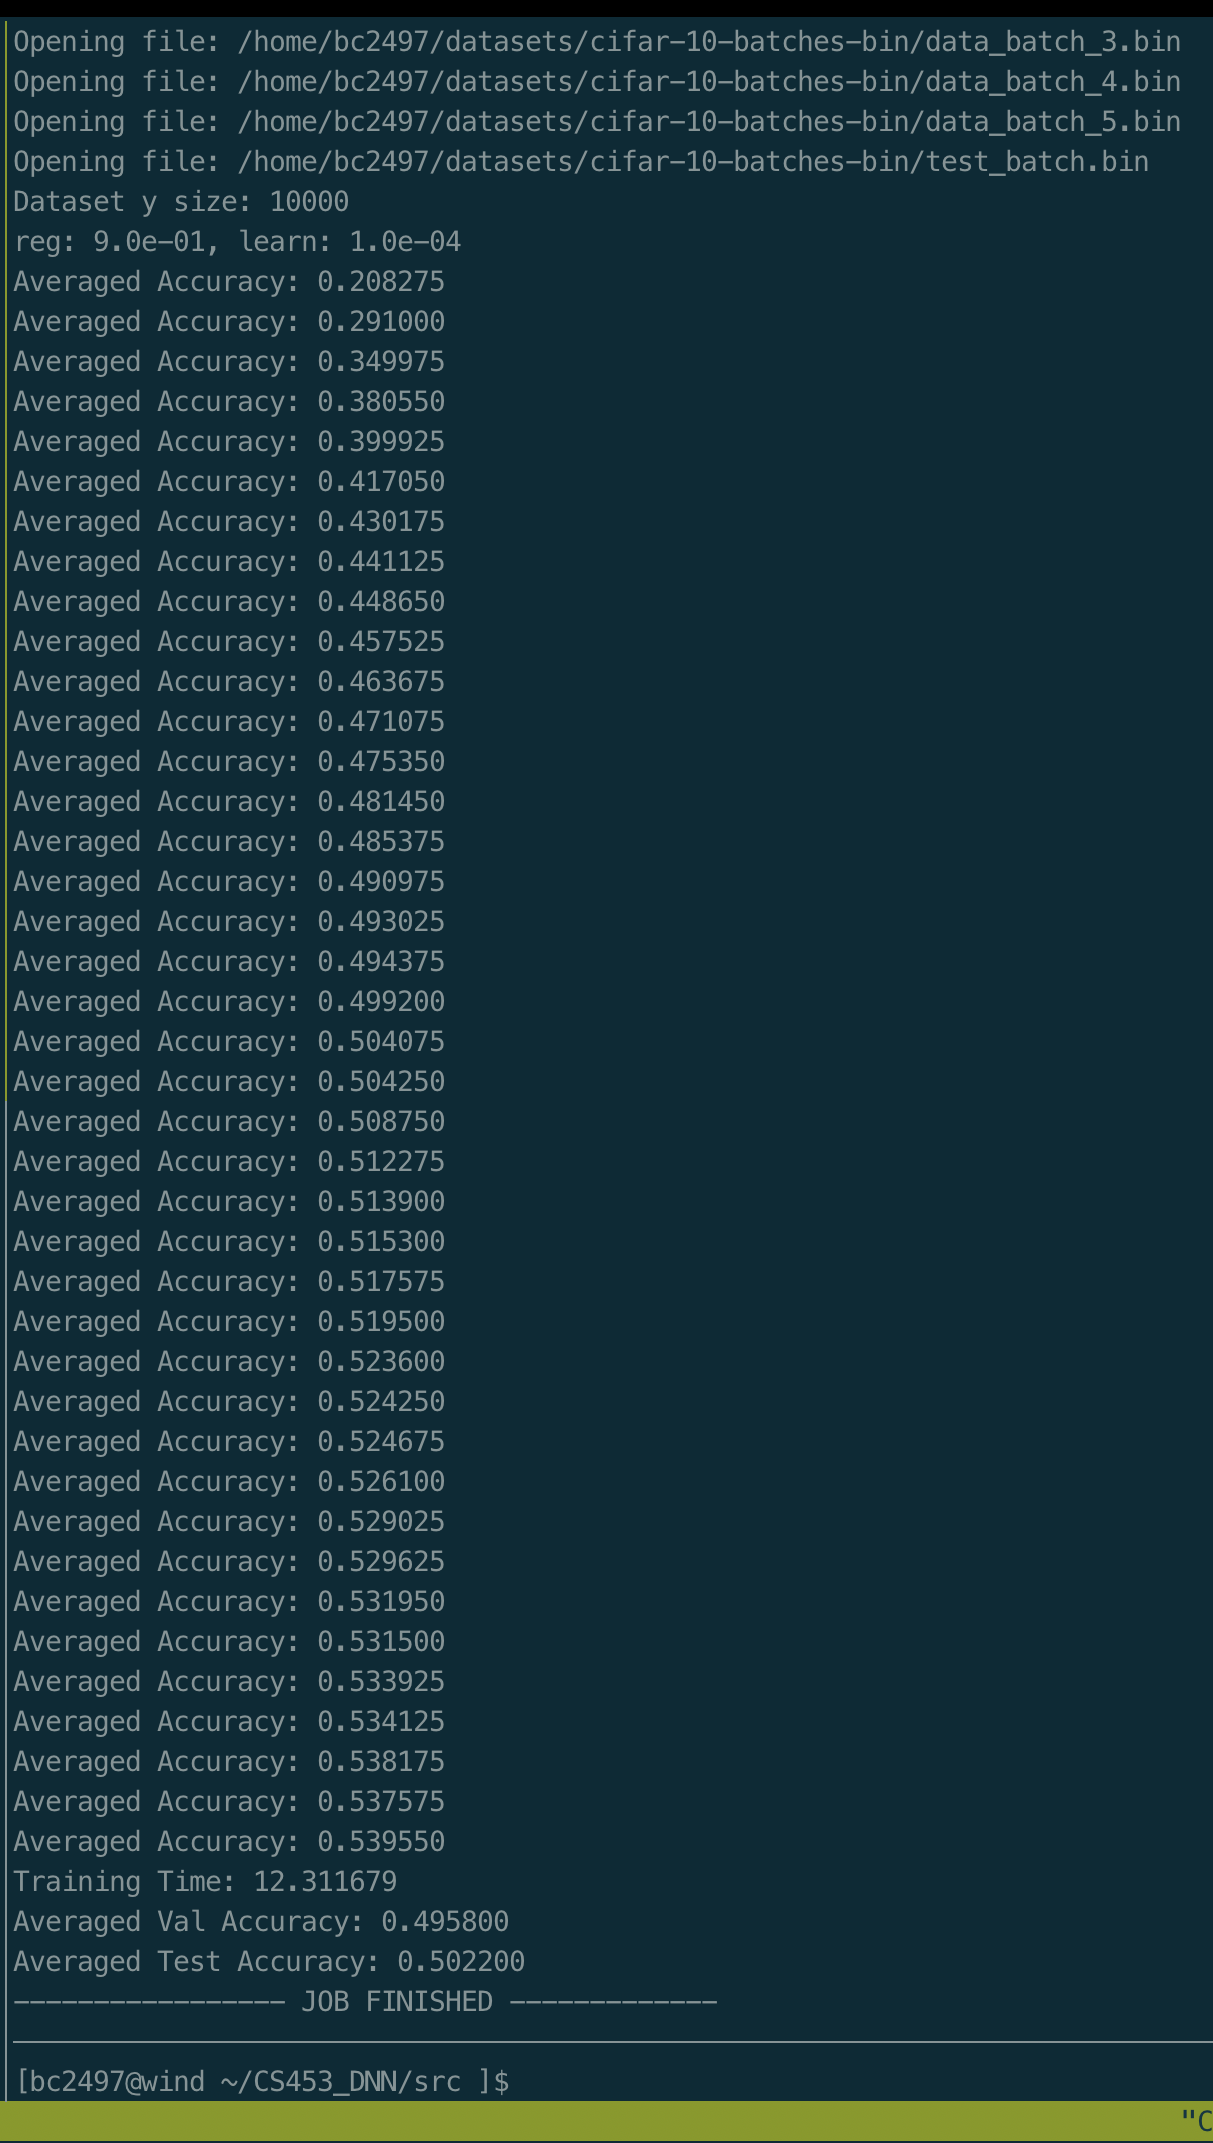 Opening file: /home/bc2497/datasets/cifar-10-batches-bin/data_batch_3.bin
Opening file: /home/bc2497/datasets/cifar-10-batches-bin/data_batch_4.bin
Opening file: /home/bc2497/datasets/cifar-10-batches-bin/data_batch_5.bin
Opening file: /home/bc2497/datasets/cifar-10-batches-bin/test_batch.bin
Dataset y size: 10000
reg: 9.0e-01, learn: 1.0e-04
Averaged Accuracy: 0.208275
Averaged Accuracy: 0.291000
Averaged Accuracy: 0.349975
Averaged Accuracy: 0.380550
Averaged Accuracy: 0.399925
Averaged Accuracy: 0.417050
Averaged Accuracy: 0.430175
Averaged Accuracy: 0.441125
Averaged Accuracy: 0.448650
Averaged Accuracy: 0.457525
Averaged Accuracy: 0.463675
Averaged Accuracy: 0.471075
Averaged Accuracy: 0.475350
Averaged Accuracy: 0.481450
Averaged Accuracy: 0.485375
Averaged Accuracy: 0.490975
Averaged Accuracy: 0.493025
Averaged Accuracy: 0.494375
Averaged Accuracy: 0.499200
Averaged Accuracy: 0.504075
Averaged Accuracy: 0.504250
Averaged Accuracy: 0.508750
Averaged Accuracy: 0.512275
Averaged Accuracy: 0.513900
Averaged Accuracy: 0.515300
Averaged Accuracy: 0.517575
Averaged Accuracy: 0.519500
Averaged Accuracy: 0.523600
Averaged Accuracy: 0.524250
Averaged Accuracy: 0.524675
Averaged Accuracy: 0.526100
Averaged Accuracy: 0.529025
Averaged Accuracy: 0.529625
Averaged Accuracy: 0.531950
Averaged Accuracy: 0.531500
Averaged Accuracy: 0.533925
Averaged Accuracy: 0.534125
Averaged Accuracy: 0.538175
Averaged Accuracy: 0.537575
Averaged Accuracy: 0.539550
Training Time: 12.311679
Averaged Val Accuracy: 0.495800
Averaged Test Accuracy: 0.502200
----------------- JOB FINISHED -------------
[bc2497@wind ~/CS453_DNN/src ]$
"C